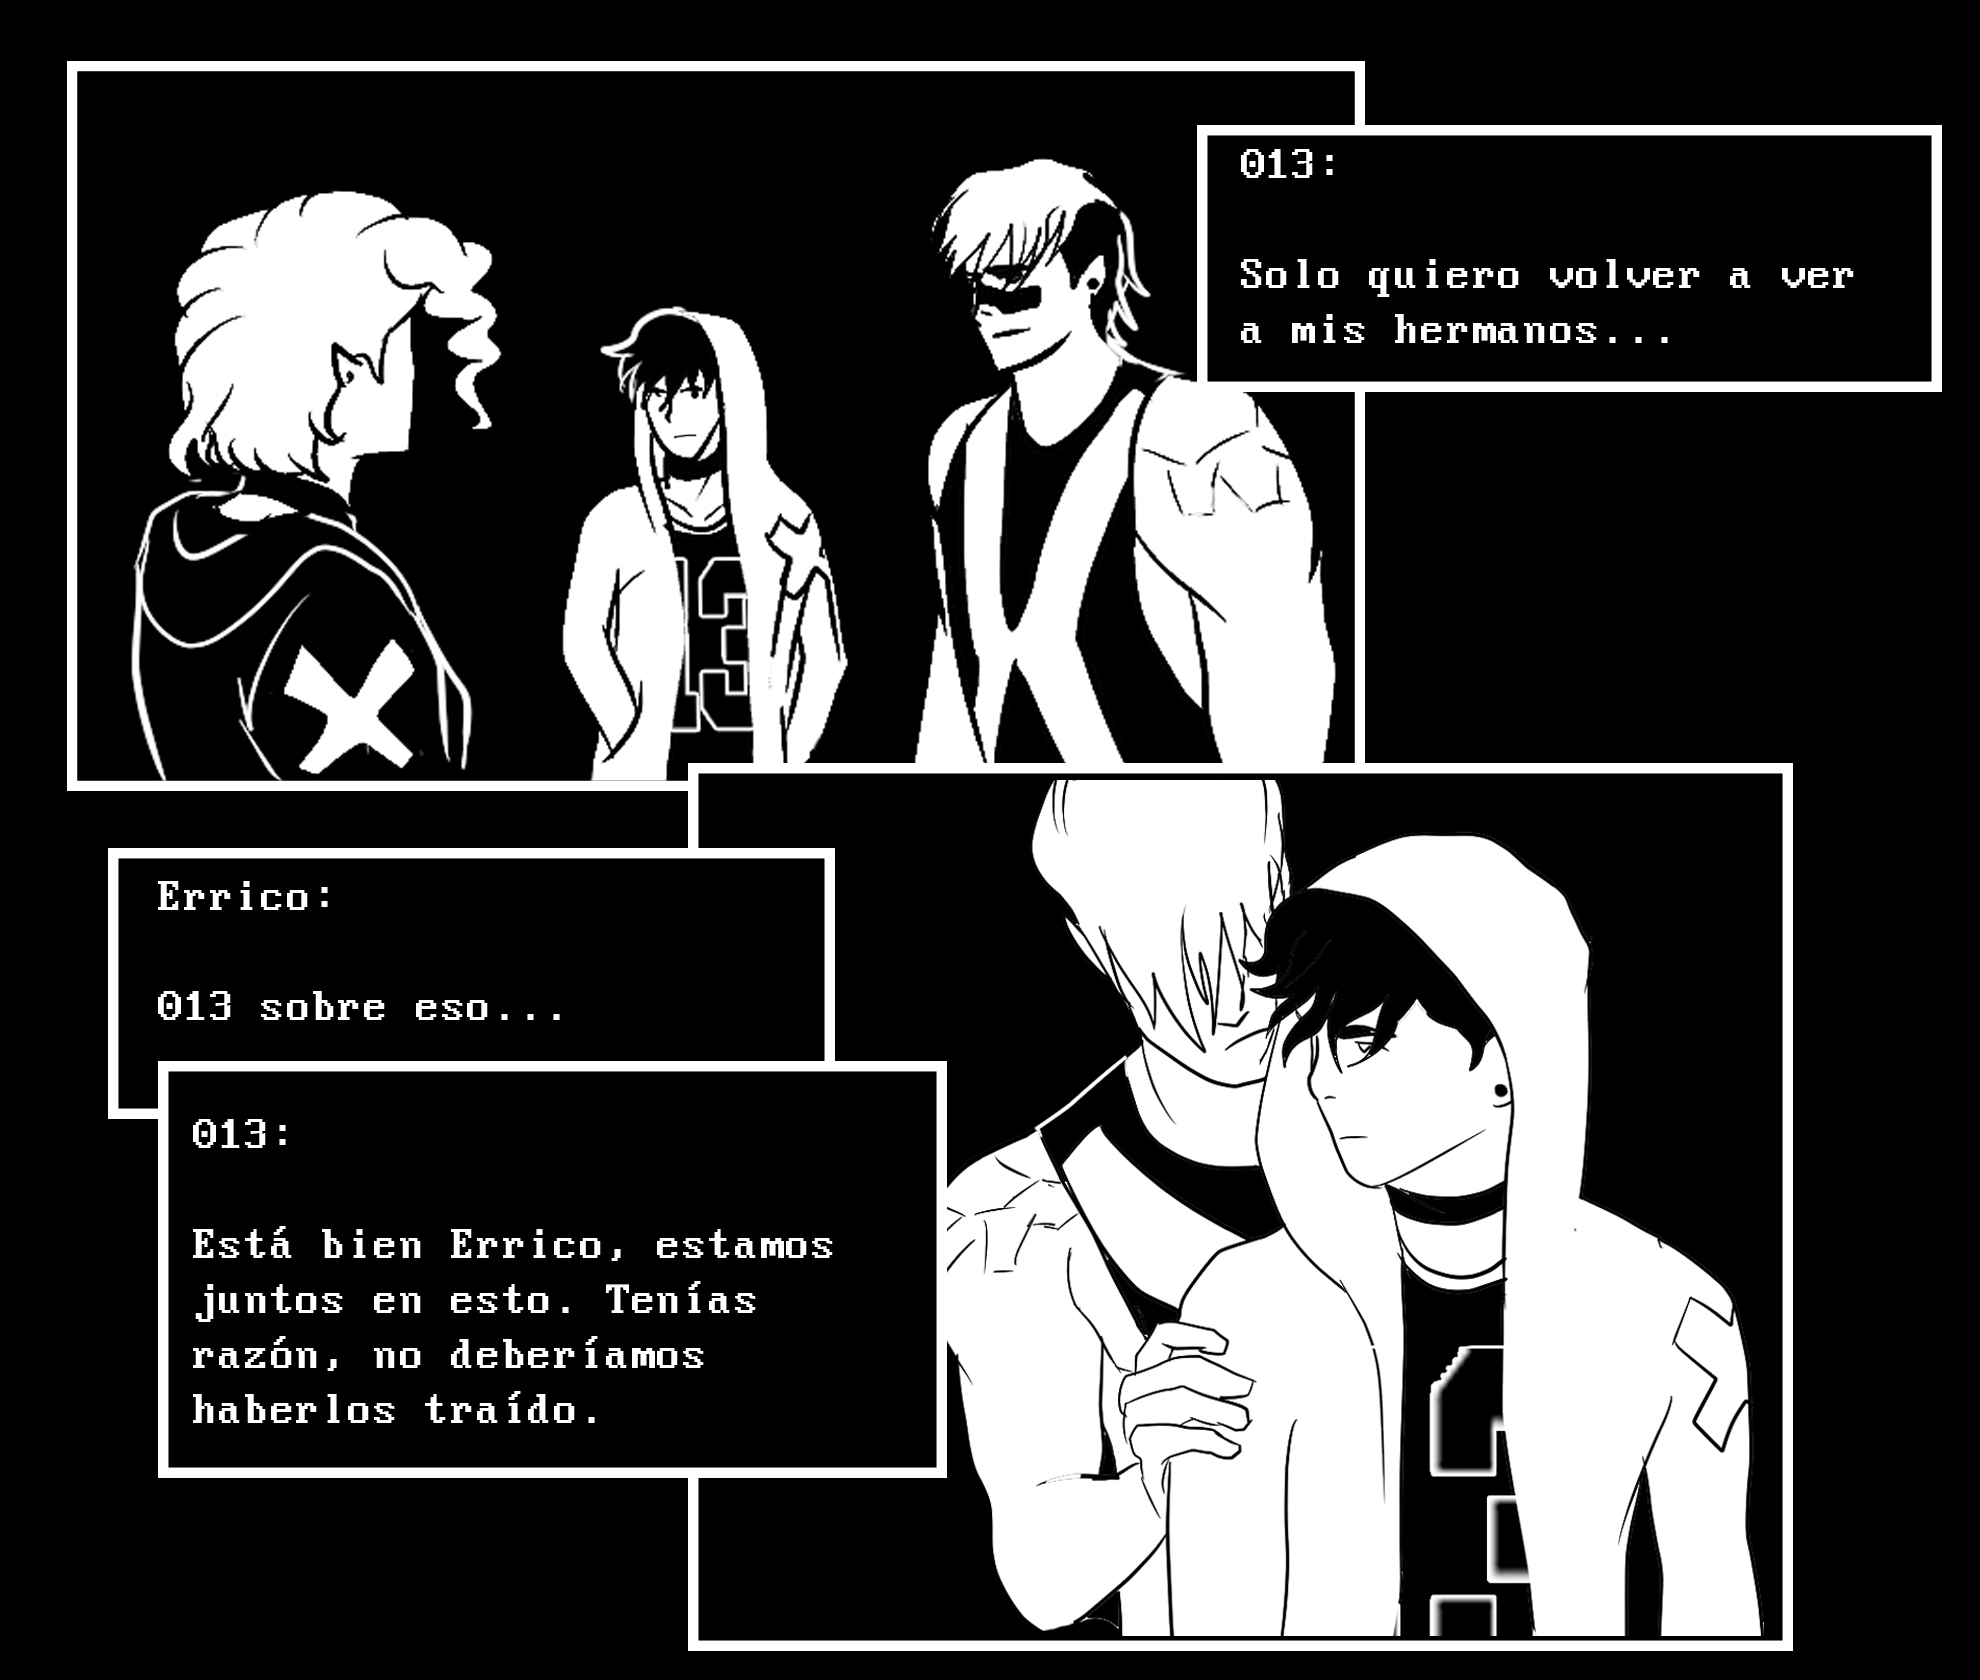 013:
Solo quiero volver a ver
a mis hermanos...
13
Errico:
013 sobre eso...
013:
Está bien Errico, estamos
juntos en esto. Tenías
razón, no deberíamos
haberlos traído.